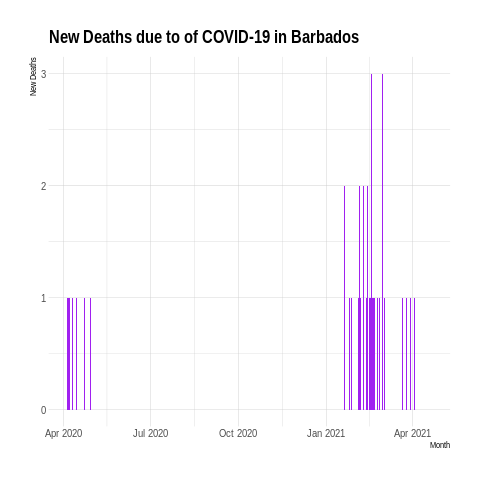 New Deaths due to of COVID-19 in Barbados
New Deaths
3
2
1
0
Apr 2020 Jul 2020 Oct 2020 Jan 2021 Apr 2021
Month